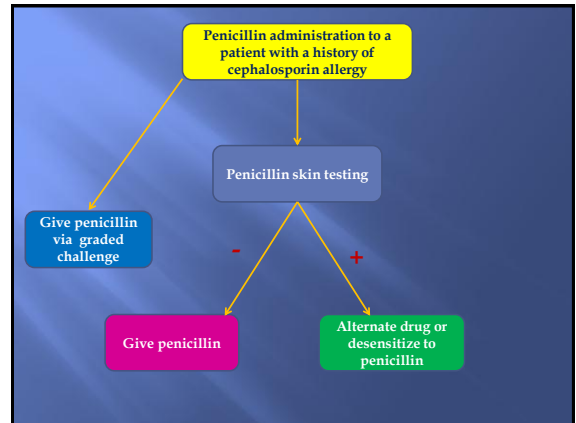 Penicillin administration to a
patient with a history of
cephalosporin allergy
Penicillin skin testing
Give penicillin
via graded
challenge
-
+
Give penicillin
Alternate drug or
desensitize to
penicillin